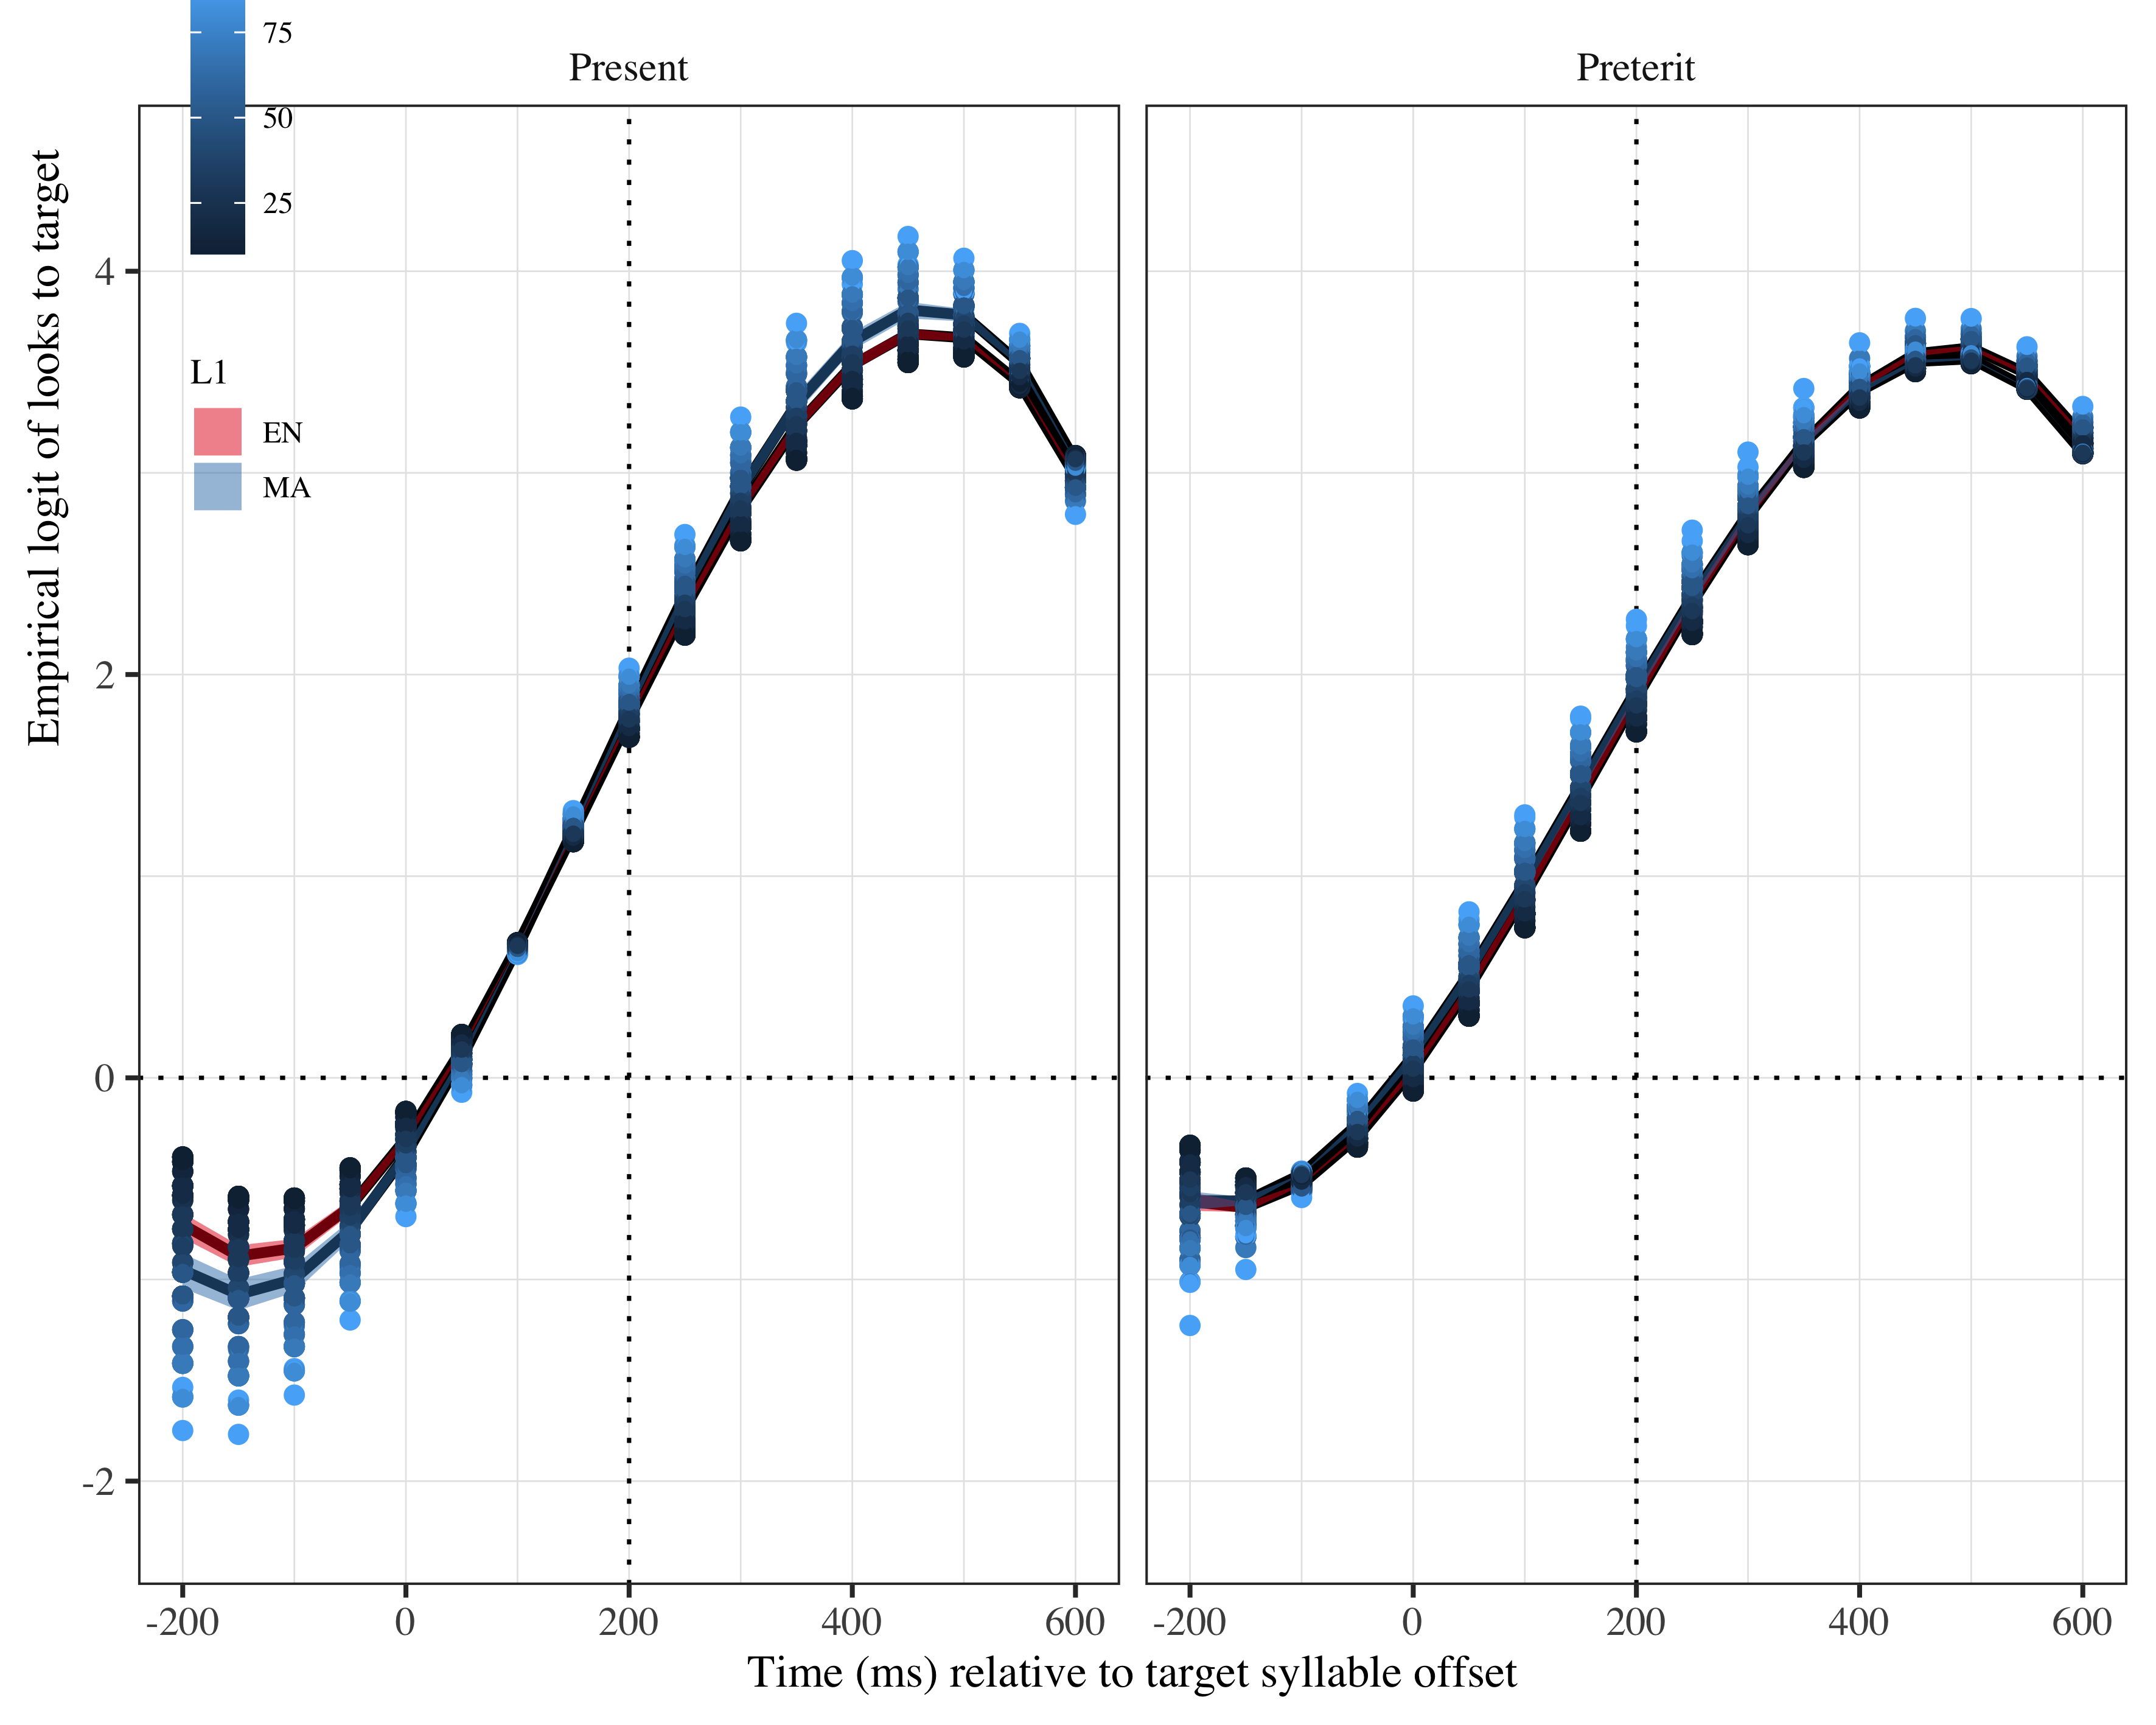 75
50
25
Present
Preterit
L1
EN
MA
Empirical logit of looks to target
4
2
0
-2
-200 0 200 400 600
-200 0 200 400 600
Time (ms) relative to target syllable offset